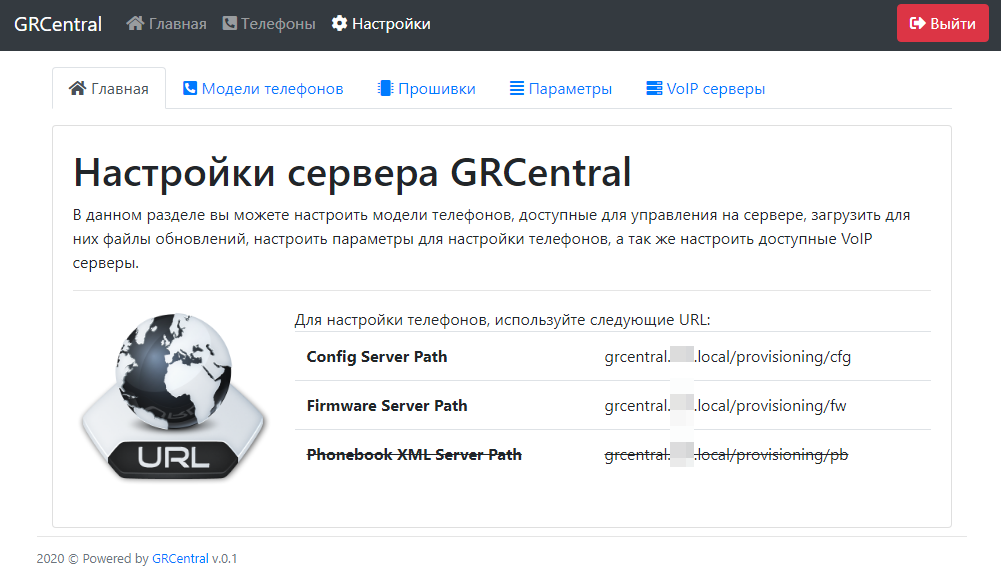 GRCentral Главная Телефоны Настройки Выйти
Главная Модели телефонов Прошивки Параметры VoIP серверы
Настройки сервера GRCentral
В данном разделе вы можете настроить модели телефонов, доступные для управления на сервере, загрузить для
них файлы обновлений, настроить параметры для настройки телефонов, а так же настроить доступные VoIP
серверы.
Для настройки телефонов, используйте следующие URL:
Config Server Path grcentral. .local/provisioning/cfg
Firmware Server Path grcentral. .local/provisioning/fw
Phonebook XML Server Path grcentral. .local/provisioning/pb
URL
2020 © Powered by GRCentral v.0.1